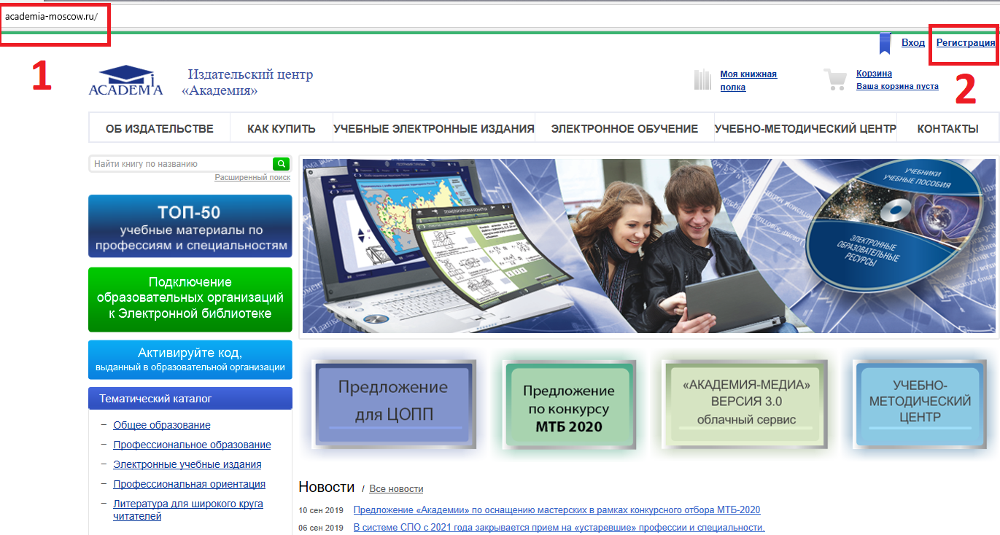 academia-moscow.ru/
1
Вход Регистрация
2
ACADEMiA
Издательский центр
«Академия»
Моя книжная
полка
Корзина
Ваша корзина пуста
ОБ ИЗДАТЕЛЬСТВЕ КАК КУПИТЬ УЧЕБНЫЕ ЭЛЕКТРОННЫЕ ИЗДАНИЯ ЭЛЕКТРОННОЕ ОБУЧЕНИЕ УЧЕБНО-МЕТОДИЧЕСКИЙ ЦЕНТР КОНТАКТЫ
Найти книгу по названию
Расширенный поиск
ТОП-50
учебные материалы по
профессиям и специальностям
Подключение
образовательных организаций
к Электронной библиотеке
Активируйте код,
выданный в образовательной организации
Тематический каталог
– Общее образование
– Профессиональное образование
– Электронные учебные издания
– Профессиональная ориентация
– Литература для широкого круга
читателей
УЧЕБНИКИ
УЧЕБНЫЕ ПОСОБИЯ
ЭЛЕКТРОННЫЕ
ОБРАЗОВАТЕЛЬНЫЕ
РЕСУРСЫ
Предложение
для ЦОПП
Предложение
по конкурсу
МТБ 2020
«АКАДЕМИЯ-МЕДИА»
ВЕРСИЯ 3.0
облачный сервис
УЧЕБНО-
МЕТОДИЧЕСКИЙ
ЦЕНТР
Новости / Все новости
10 сен 2019 Предложение «Академии» по оснащению мастерских в рамках конкурсного отбора МТБ-2020
06 сен 2019 В системе СПО с 2021 года закрывается прием на «устаревшие» профессии и специальности.